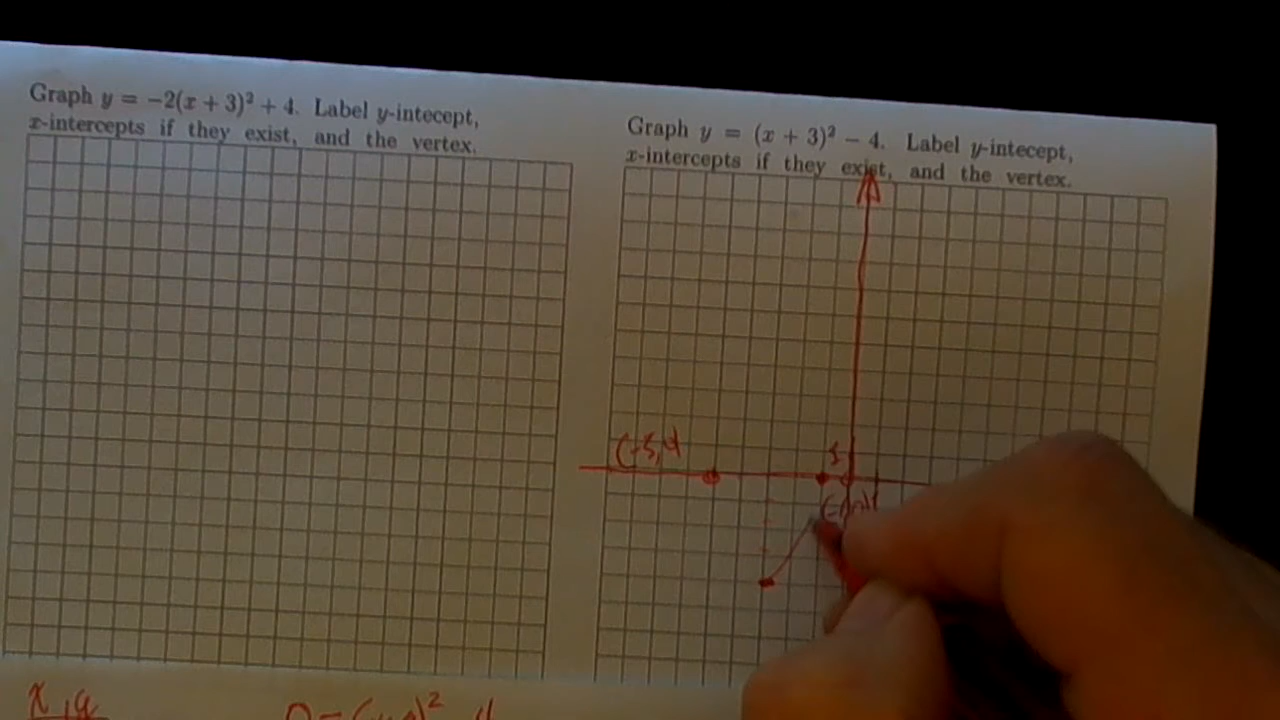 Graph y = −2(x + 3)² + 4. Label y-intecept,
x-intercepts if they exist, and the vertex.
Graph y = (x + 3)² − 4. Label y-intecept,
x-intercepts if they exist, and the vertex.
x